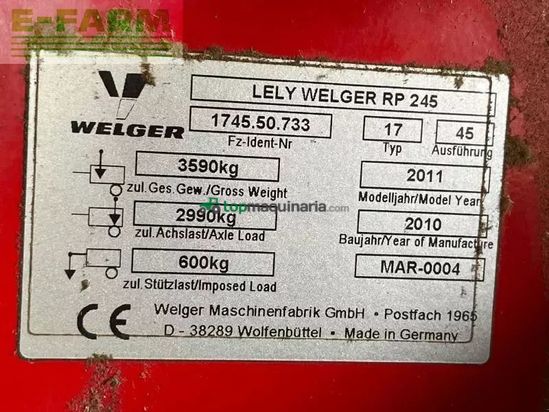 E-FARM
LELY WELGER RP 245
WELGER
1745.50.733
17
45
Fz-Ident-Nr
Typ
Ausführung
3590kg
2011
zul.Ges.Gew./Gross Weight
Modelljahr/Model Year
topmaquinaria.com
2990kg
2010
zul.Achslast/Axle Load
Baujahr/Year of Manufacture
600kg
MAR-0004
zul.Stützlast/Imposed Load
CE
Welger Maschinenfabrik GmbH • Postfach 1965
D - 38289 Wolfenbüttel • Made in Germany